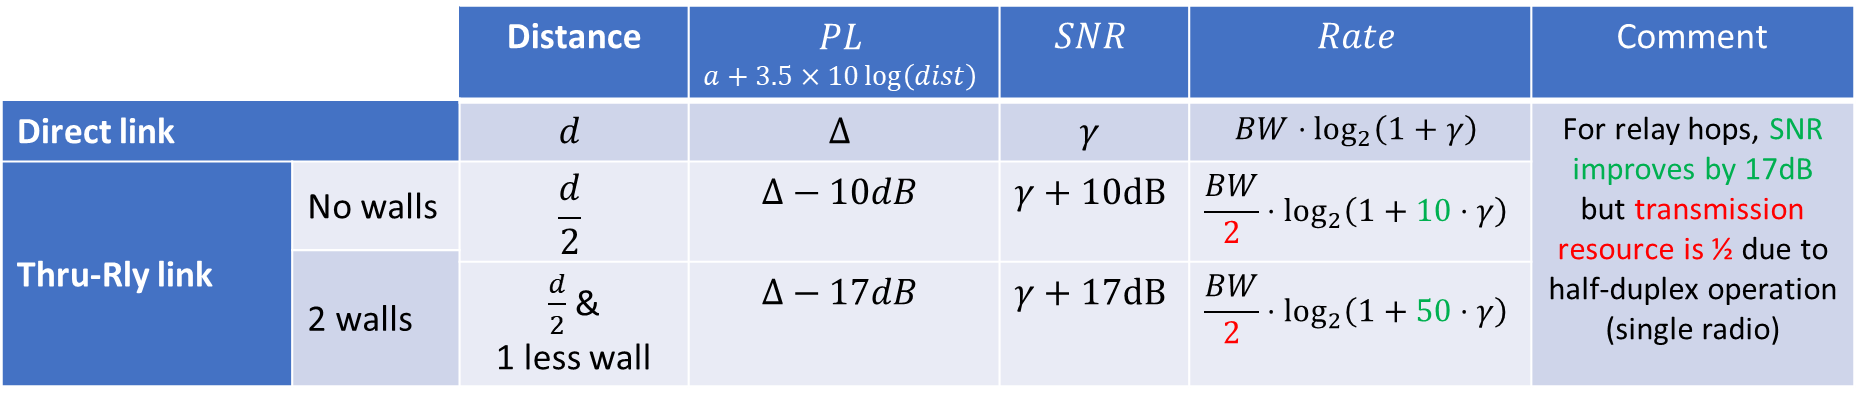 Distance
PL
a + 3.5 × 10 log(dist)
SNR
Rate
Comment
Direct link
d
Δ
γ
BW · log₂(1 + γ)
Thru-Rly link
No walls
d/2
Δ − 10dB
γ + 10dB
BW/2 · log₂(1 + 10 · γ)
2 walls
d/2 &
1 less wall
Δ − 17dB
γ + 17dB
BW/2 · log₂(1 + 50 · γ)
For relay hops, SNR
improves by 17dB
but transmission
resource is ½ due to
half-duplex operation
(single radio)